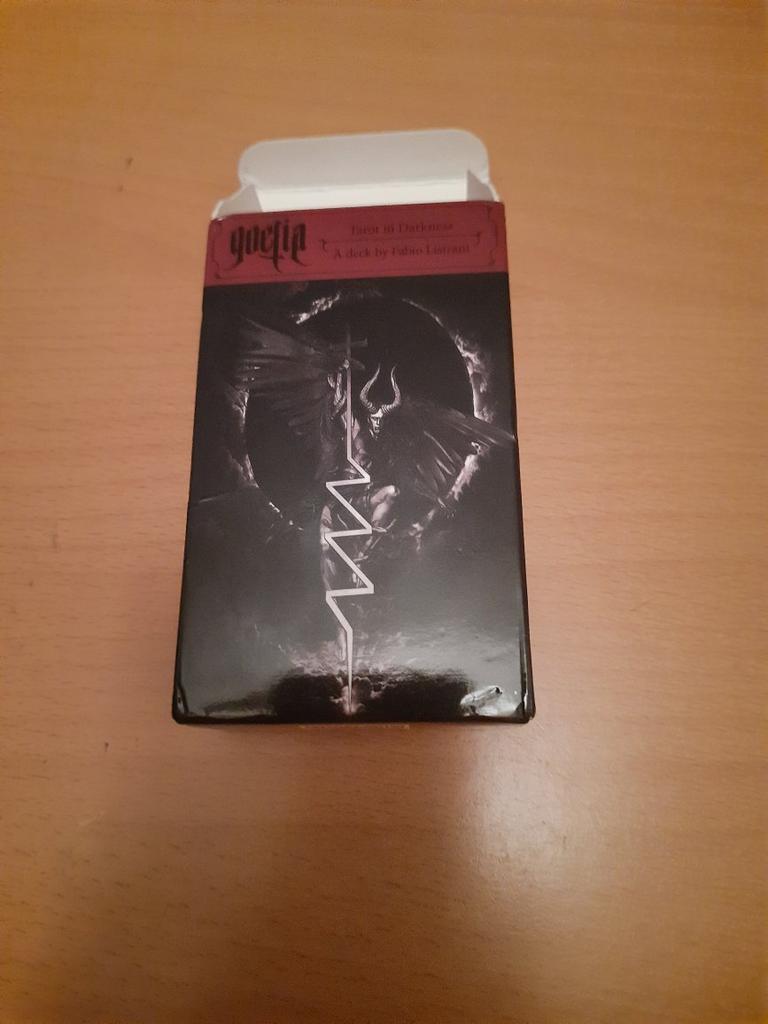 goetia
Tarot in Darkness
A deck by Fabio Listrani